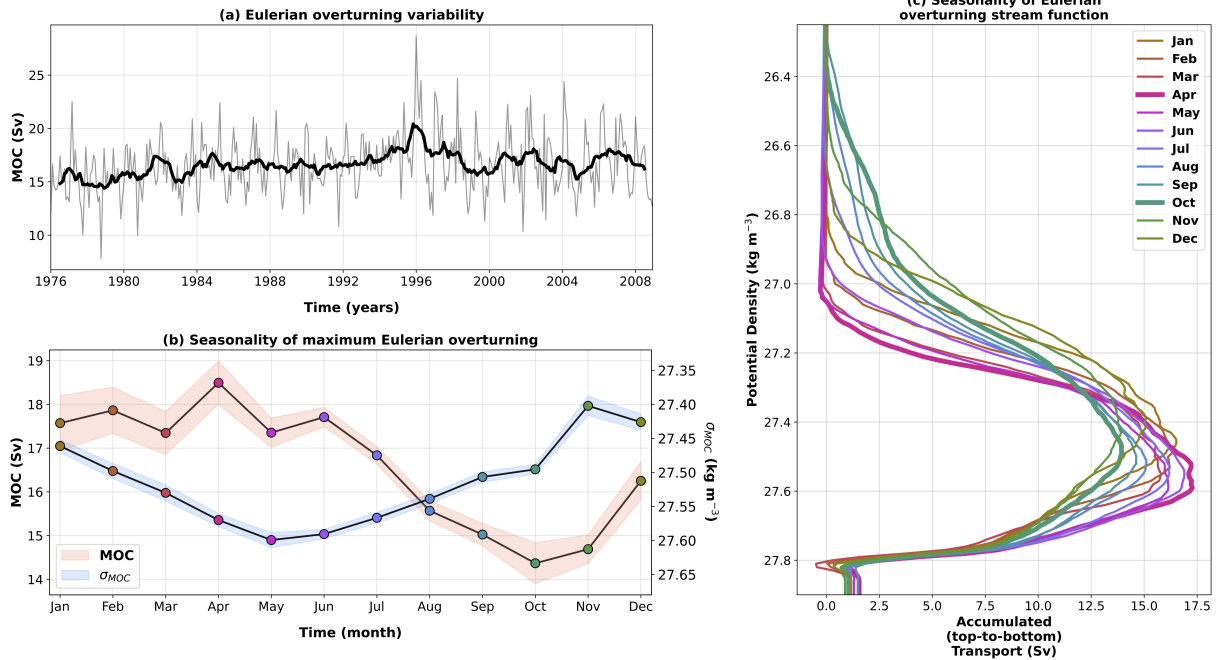 (a) Eulerian overturning variability
MOC (Sv)
25
20
15
10
1976 1980 1984 1988 1992 1996 2000 2004 2008
Time (years)
(b) Seasonality of maximum Eulerian overturning
MOC (Sv)
19
18
17
16
15
14
27.35
27.40
27.45
27.50
27.55
27.60
27.65
σMOC (kg m−3)
MOC
σMOC
Jan Feb Mar Apr May Jun Jul Aug Sep Oct Nov Dec
Time (month)
(c) Seasonality of Eulerian
overturning stream function
Potential Density (kg m−3)
26.4
26.6
26.8
27.0
27.2
27.4
27.6
27.8
Jan
Feb
Mar
Apr
May
Jun
Jul
Aug
Sep
Oct
Nov
Dec
0.0 2.5 5.0 7.5 10.0 12.5 15.0 17.5
Accumulated
(top-to-bottom)
Transport (Sv)